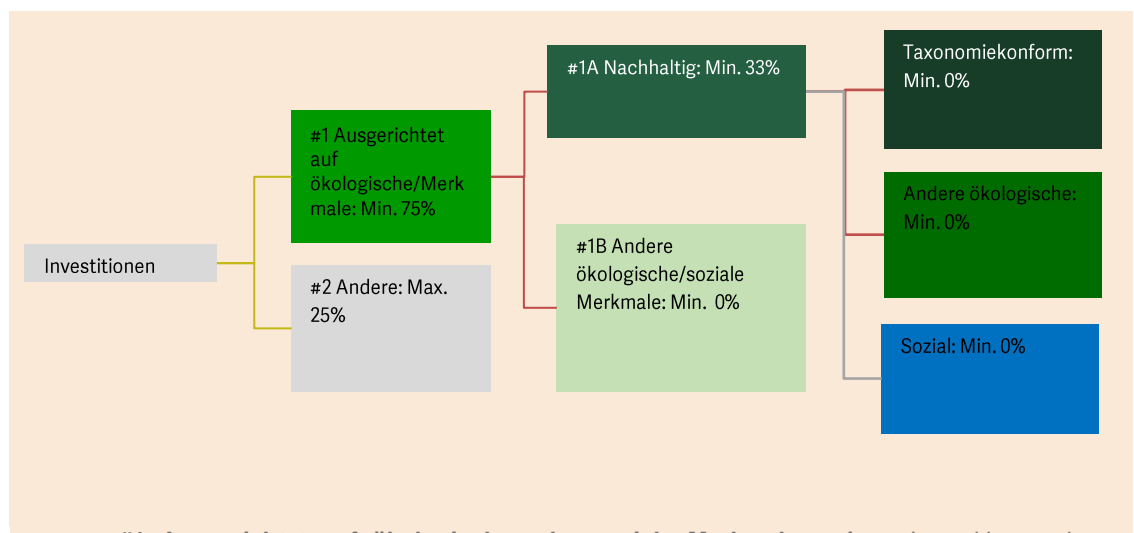 Investitionen
#1 Ausgerichtet
auf
ökologische/Merk
male: Min. 75%
#2 Andere: Max.
25%
#1A Nachhaltig: Min. 33%
#1B Andere
ökologische/soziale
Merkmale: Min. 0%
Taxonomiekonform:
Min. 0%
Andere ökologische:
Min. 0%
Sozial: Min. 0%